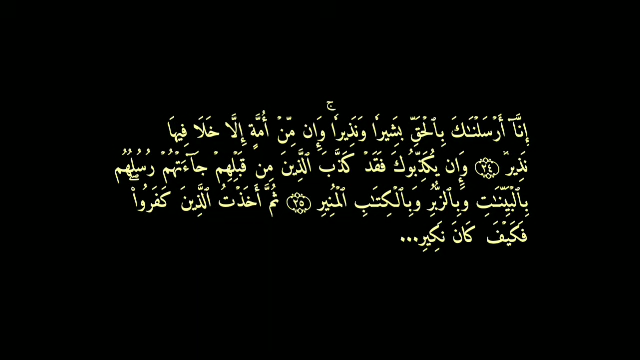 إِنَّآ أَرْسَلْنَـٰكَ بِٱلْحَقِّ بَشِيرًا وَنَذِيرًا ۚ وَإِن مِّنْ أُمَّةٍ إِلَّا خَلَا فِيهَا
نَذِيرٌ ﴿٢٤﴾ وَإِن يُكَذِّبُوكَ فَقَدْ كَذَّبَ ٱلَّذِينَ مِن قَبْلِهِمْ جَآءَتْهُمْ رُسُلُهُم
بِٱلْبَيِّنَـٰتِ وَبِٱلزُّبُرِ وَبِٱلْكِتَـٰبِ ٱلْمُنِيرِ ﴿٢٥﴾ ثُمَّ أَخَذْتُ ٱلَّذِينَ كَفَرُوا۟ ۖ
فَكَيْفَ كَانَ نَكِيرِ...